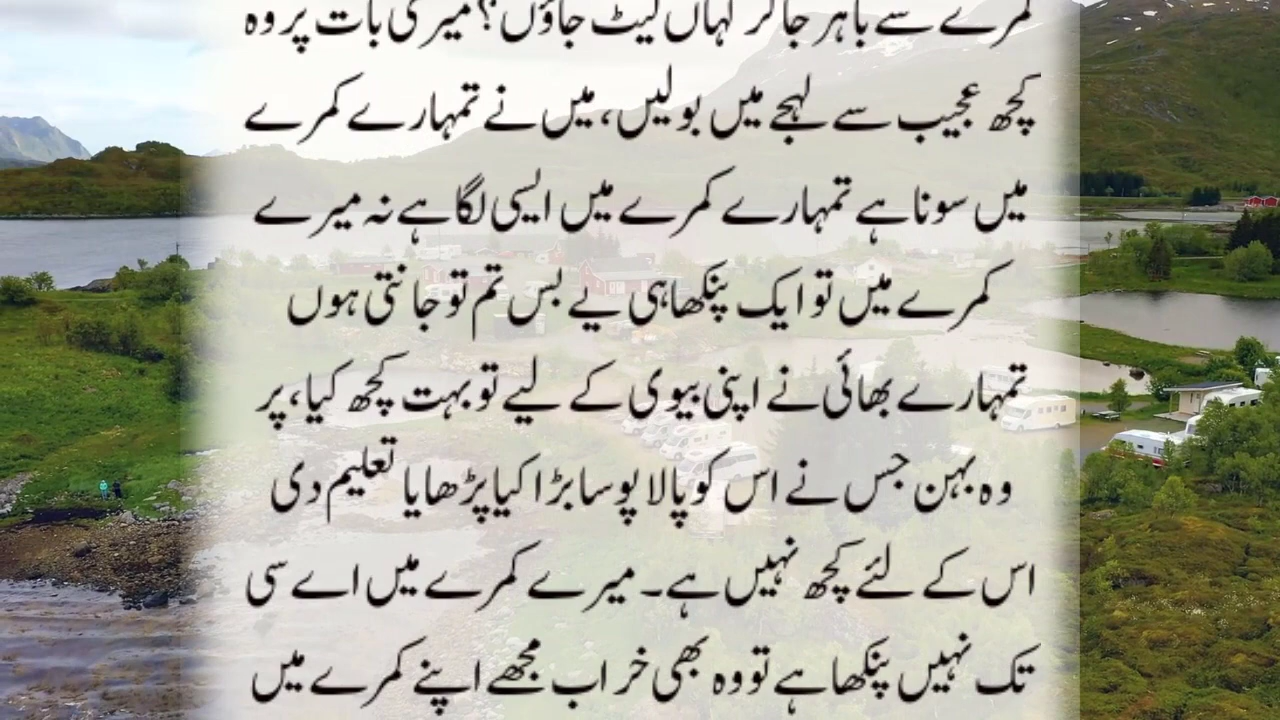 کمرے سے باہر جا کر کہاں لیٹ جاؤں؟ میری بات پر وہ
کچھ عجیب سے لہجے میں بولیں، میں نے تمہارے کمرے
میں سونا ہے تمہارے کمرے میں ایسی لگا ہے نہ میرے
کمرے میں تو ایک پنکھا ہی ہے بس تم تو جانتی ہوں
تمہارے بھائی نے اپنی بیوی کے لیے تو بہت کچھ کیا، پر
وہ بہن جس نے اس کو پالا پوسا بڑا کیا پڑھایا تعلیم دی
اس کے لئے کچھ نہیں ہے۔ میرے کمرے میں اے سی
تک نہیں پنکھا ہے تو وہ بھی خراب مجھے اپنے کمرے میں